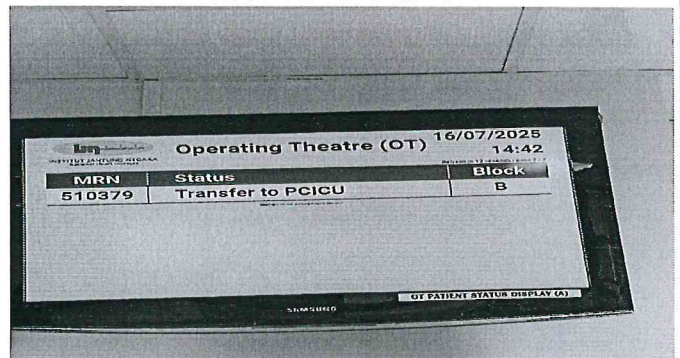 ijn
INSTITUT JANTUNG NEGARA
Operating Theatre (OT)
16/07/2025
14:42
MRN Status Block
510379 Transfer to PCICU B
OT PATIENT STATUS DISPLAY (A)
SAMSUNG